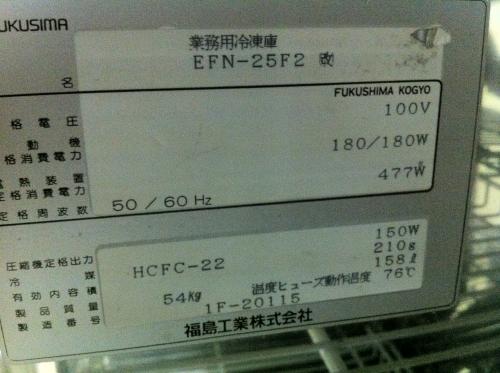 FUKUSIMA
業務用冷凍庫
EFN-25F2 改
名
FUKUSHIMA KOGYO
格電圧 100V
動機
格消費電力 180/180W
電熱装置
定格消費電力 477W
定格周波数 50 / 60 Hz
圧縮機定格出力 150W
冷媒 HCFC-22 210g
有効内容積 158ℓ
製品質量 54kg 温度ヒューズ動作温度 76℃
製造番号 1F-20115
福島工業株式会社